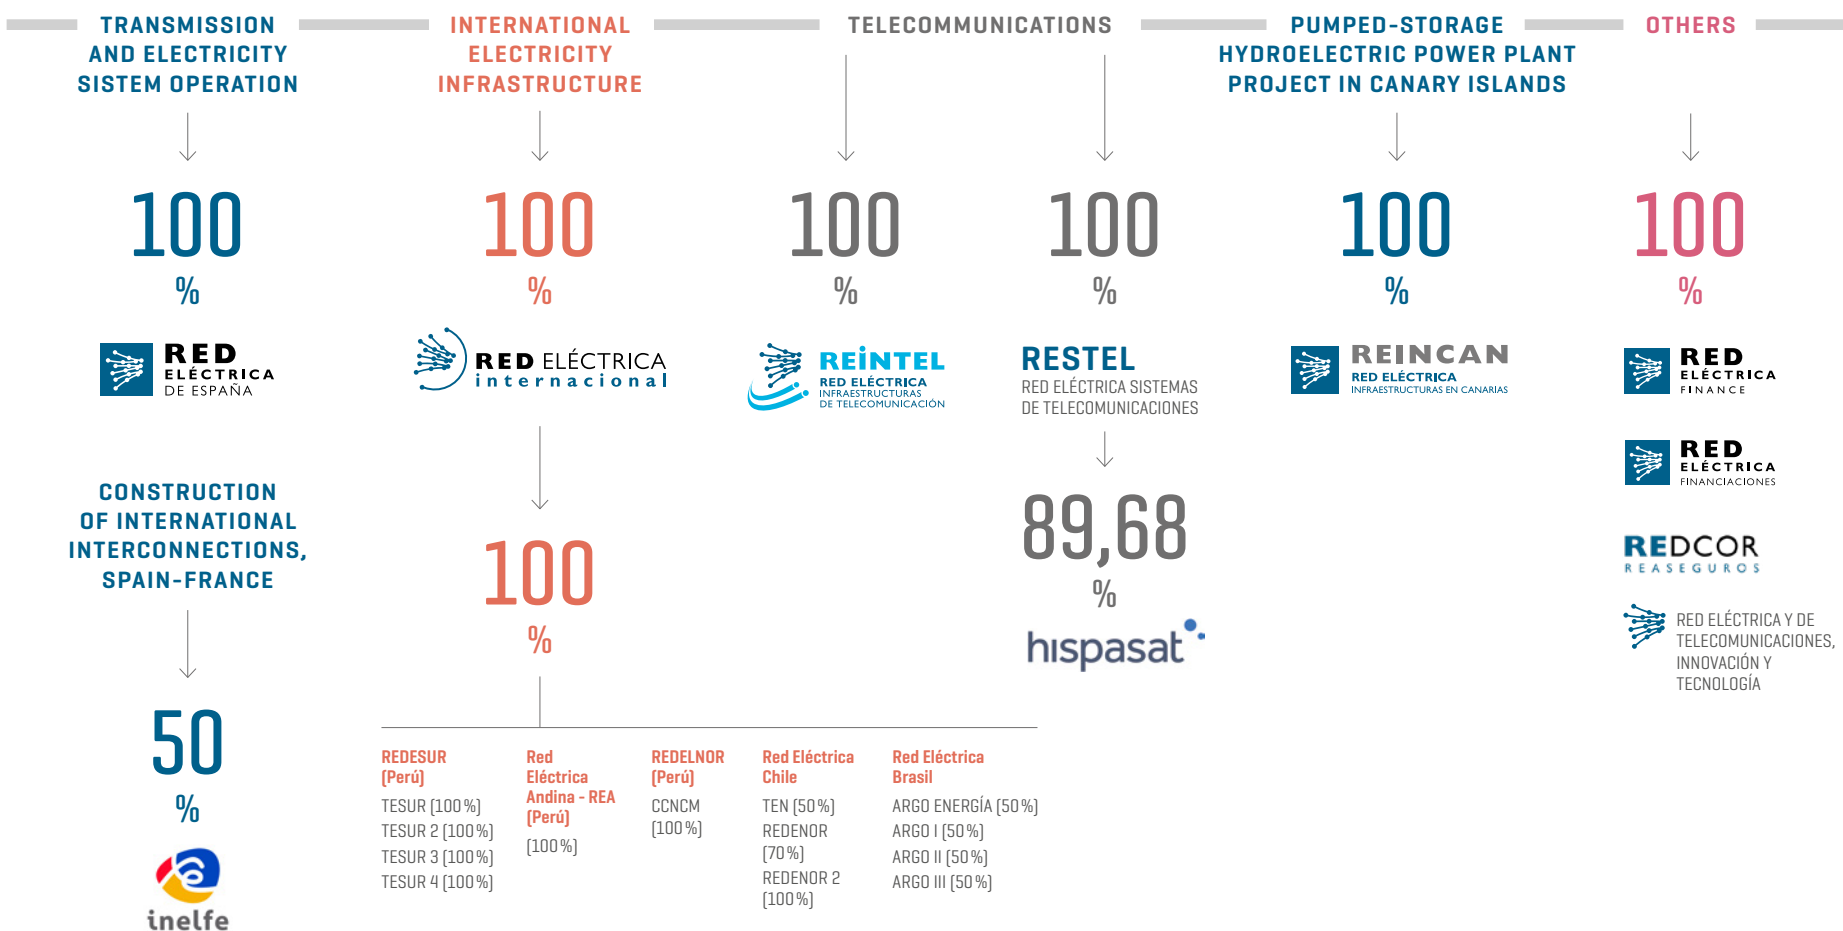 TRANSMISSION
AND ELECTRICITY
SISTEM OPERATION
100
%
RED
ELÉCTRICA
DE ESPAÑA
CONSTRUCTION
OF INTERNATIONAL
INTERCONNECTIONS,
SPAIN-FRANCE
50
%
inelfe
INTERNATIONAL
ELECTRICITY
INFRASTRUCTURE
100
%
RED ELÉCTRICA
internacional
100
%
REDESUR
(Perú)
TESUR (100%)
TESUR 2 (100%)
TESUR 3 (100%)
TESUR 4 (100%)
Red
Eléctrica
Andina - REA
(Perú)
(100%)
REDELNOR
(Perú)
CCNCM
(100%)
Red Eléctrica
Chile
TEN (50%)
REDENOR
(70%)
REDENOR 2
(100%)
Red Eléctrica
Brasil
ARGO ENERGÍA (50%)
ARGO I (50%)
ARGO II (50%)
ARGO III (50%)
TELECOMMUNICATIONS
100
%
REINTEL
RED ELÉCTRICA
INFRAESTRUCTURAS
DE TELECOMUNICACIÓN
100
%
RESTEL
RED ELÉCTRICA SISTEMAS
DE TELECOMUNICACIONES
89,68
%
hispasat
PUMPED-STORAGE
HYDROELECTRIC POWER PLANT
PROJECT IN CANARY ISLANDS
100
%
REINCAN
RED ELÉCTRICA
INFRAESTRUCTURAS EN CANARIAS
OTHERS
100
%
RED
ELÉCTRICA
FINANCE
RED
ELÉCTRICA
FINANCIACIONES
REDCOR
REASEGUROS
RED ELÉCTRICA Y DE
TELECOMUNICACIONES,
INNOVACIÓN Y
TECNOLOGÍA